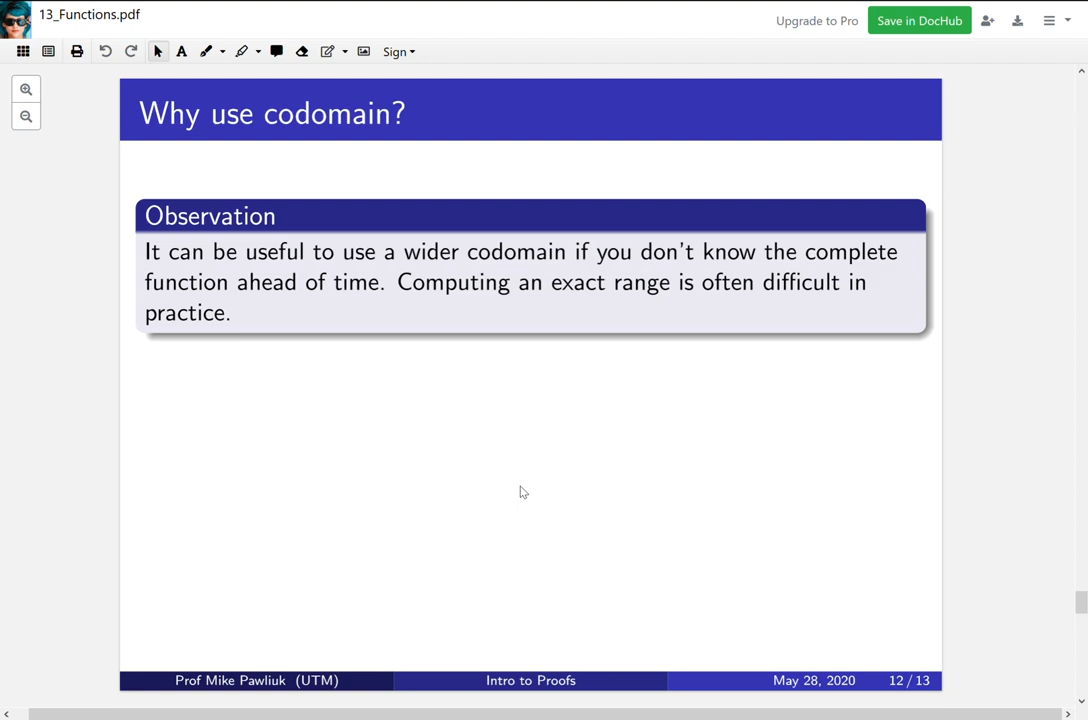 13_Functions.pdf
Upgrade to Pro
Save in DocHub
A
Sign
Why use codomain?
Observation
It can be useful to use a wider codomain if you don't know the complete
function ahead of time. Computing an exact range is often difficult in
practice.
Prof Mike Pawliuk (UTM)
Intro to Proofs
May 28, 2020
12 / 13